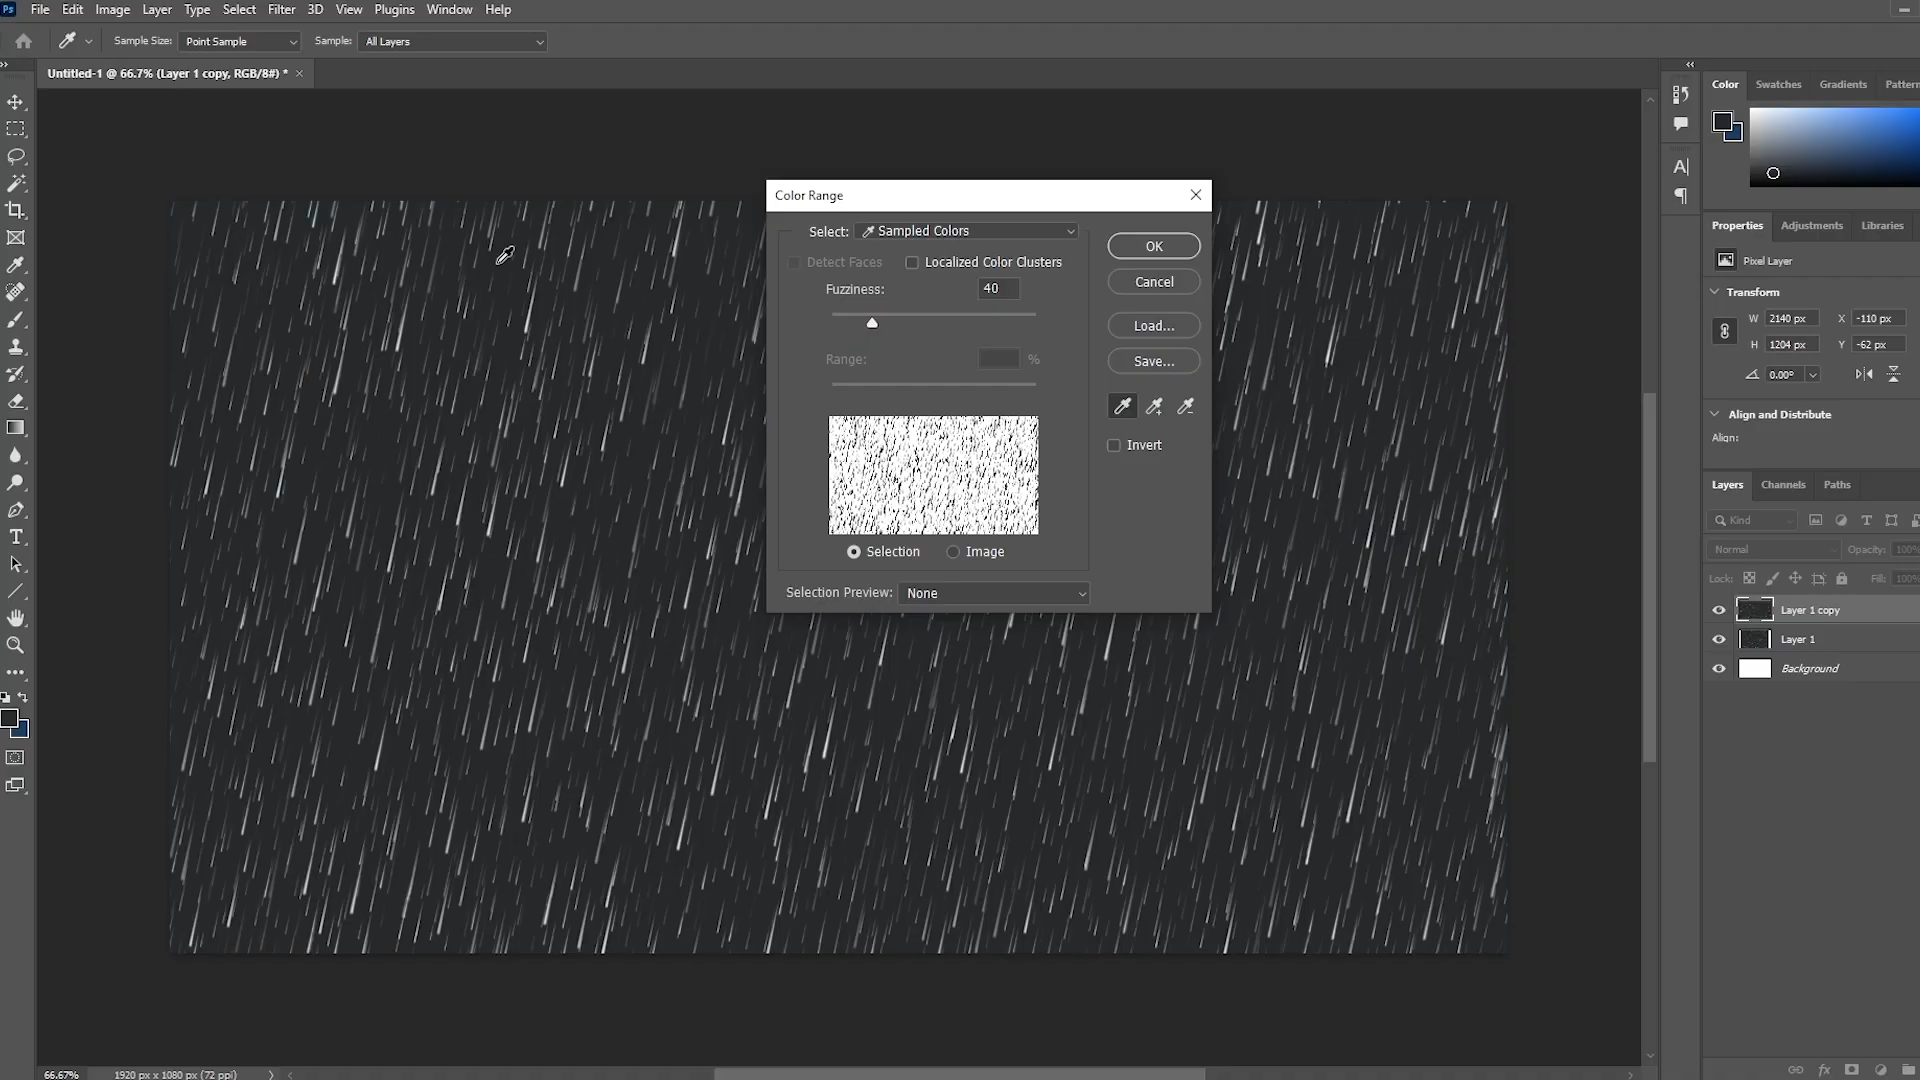 Ps File Edit Image Layer Type Select Filter 3D View Plugins Window Help
Sample Size: Point Sample Sample: All Layers
Untitled-1 @ 66.7% (Layer 1 copy, RGB/8#) * ×
Color Swatches Gradients Pattern
Color Range
Select: Sampled Colors
OK
Detect Faces Localized Color Clusters
Cancel
Fuzziness: 40
Load...
Range: %
Save...
Invert
Selection Image
Selection Preview: None
Properties Adjustments Libraries
Pixel Layer
Transform
W 2140 px X -110 px
H 1204 px Y -62 px
0.00°
Align and Distribute
Align:
Layers Channels Paths
Kind
Normal Opacity: 100%
Lock: Fill: 100%
Layer 1 copy
Layer 1
Background
66.67% 1920 px x 1080 px (72 ppi)